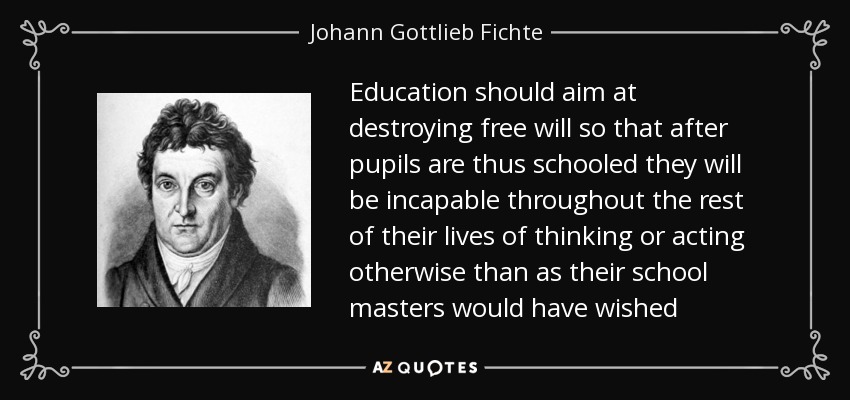 Johann Gottlieb Fichte
Education should aim at
destroying free will so that after
pupils are thus schooled they will
be incapable throughout the rest
of their lives of thinking or acting
otherwise than as their school
masters would have wished
AZ QUOTES